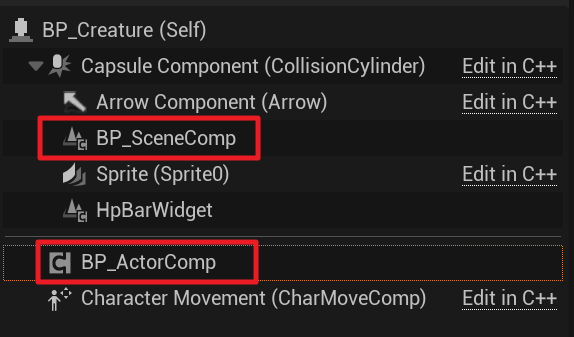 BP_Creature (Self)
Capsule Component (CollisionCylinder) Edit in C++
Arrow Component (Arrow) Edit in C++
BP_SceneComp
Sprite (Sprite0) Edit in C++
HpBarWidget
BP_ActorComp
Character Movement (CharMoveComp) Edit in C++